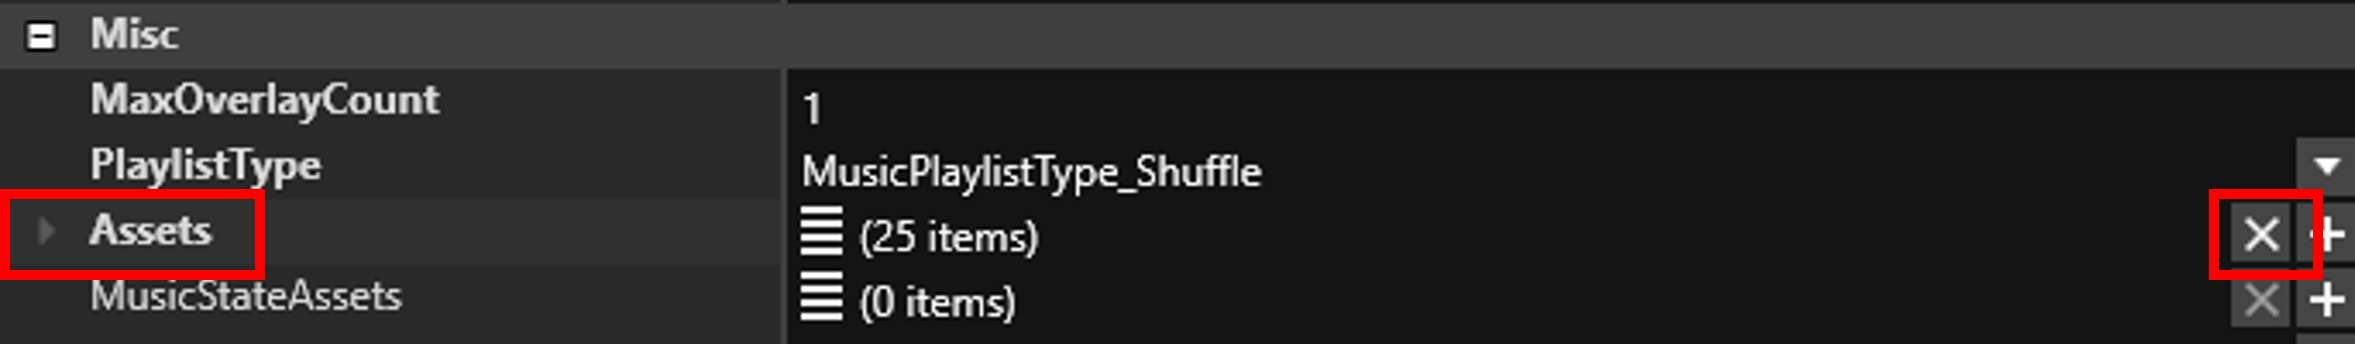 Misc
MaxOverlayCount 1
PlaylistType MusicPlaylistType_Shuffle
Assets (25 items)
MusicStateAssets (0 items)